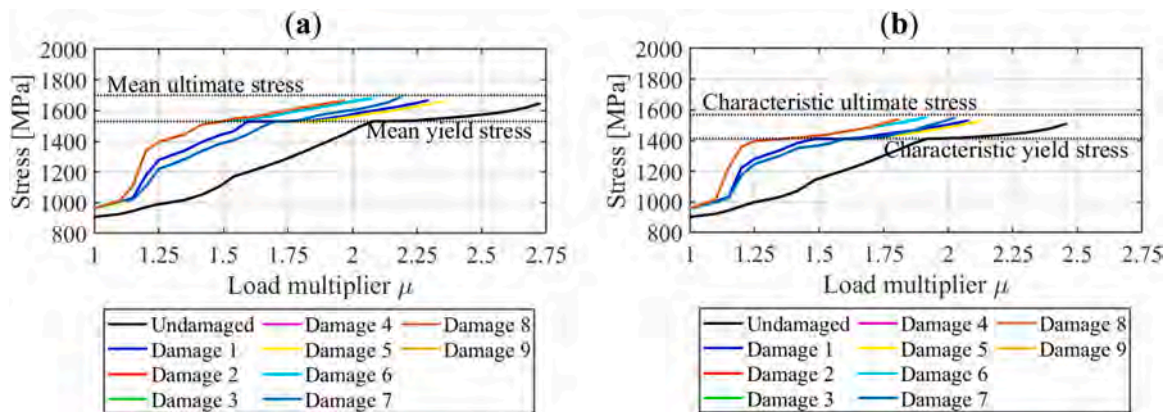 (a)
2000
1800
1600
1400
1200
1000
800
Stress [MPa]
Mean ultimate stress
Mean yield stress
1 1.25 1.5 1.75 2 2.25 2.5 2.75
Load multiplier μ
Undamaged Damage 4 Damage 8
Damage 1 Damage 5 Damage 9
Damage 2 Damage 6
Damage 3 Damage 7
(b)
2000
1800
1600
1400
1200
1000
800
Stress [MPa]
Characteristic ultimate stress
Characteristic yield stress
1 1.25 1.5 1.75 2 2.25 2.5 2.75
Load multiplier μ
Undamaged Damage 4 Damage 8
Damage 1 Damage 5 Damage 9
Damage 2 Damage 6
Damage 3 Damage 7